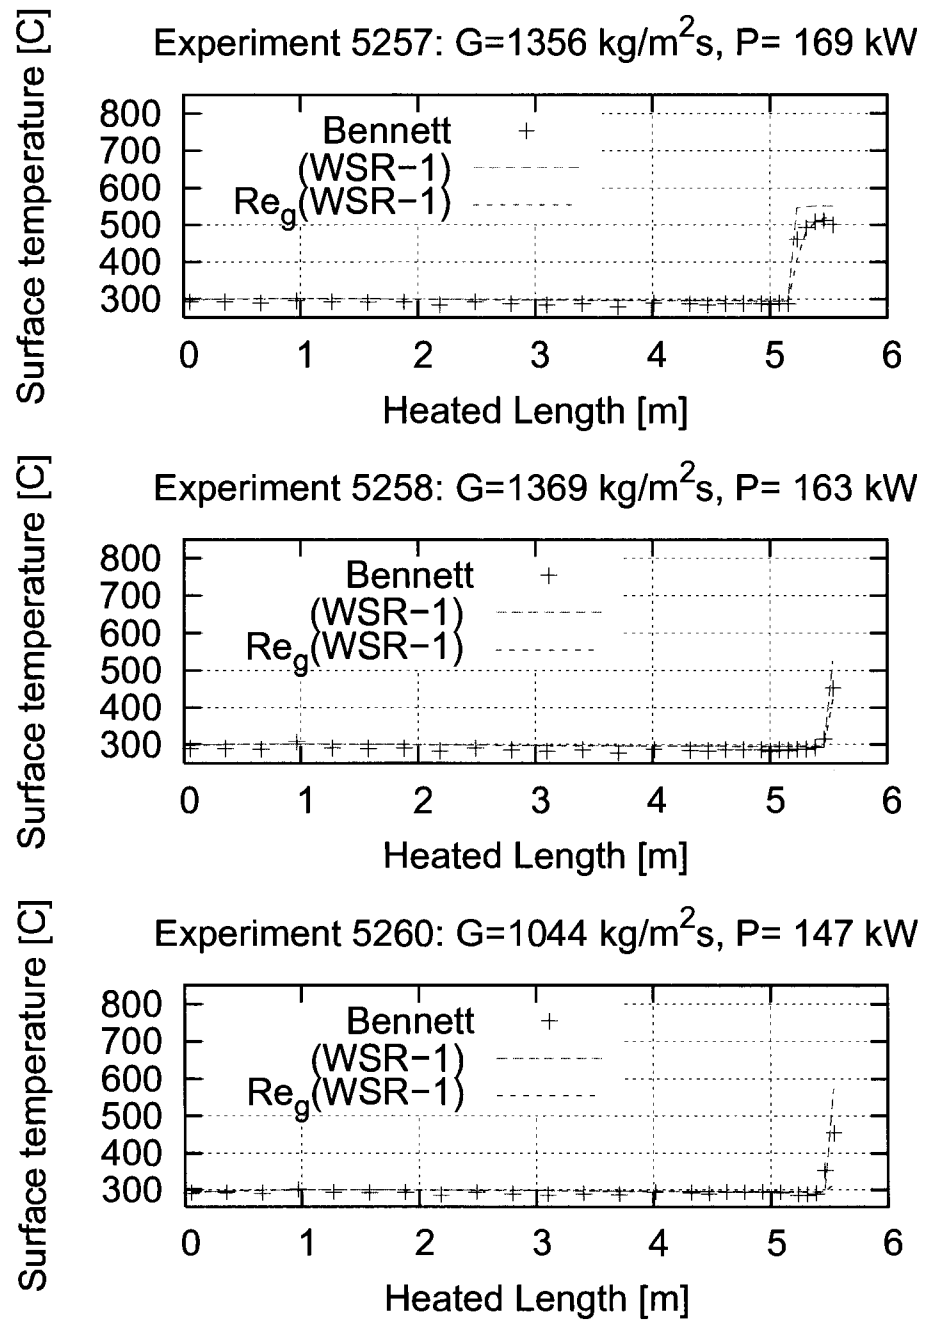 Experiment 5257: G=1356 kg/m²s, P= 169 kW
Surface temperature [C]
800
700
600
500
400
300
Bennett
(WSR−1)
Re_g(WSR−1)
0 1 2 3 4 5 6
Heated Length [m]
Experiment 5258: G=1369 kg/m²s, P= 163 kW
Surface temperature [C]
800
700
600
500
400
300
Bennett
(WSR−1)
Re_g(WSR−1)
0 1 2 3 4 5 6
Heated Length [m]
Experiment 5260: G=1044 kg/m²s, P= 147 kW
Surface temperature [C]
800
700
600
500
400
300
Bennett
(WSR−1)
Re_g(WSR−1)
0 1 2 3 4 5 6
Heated Length [m]